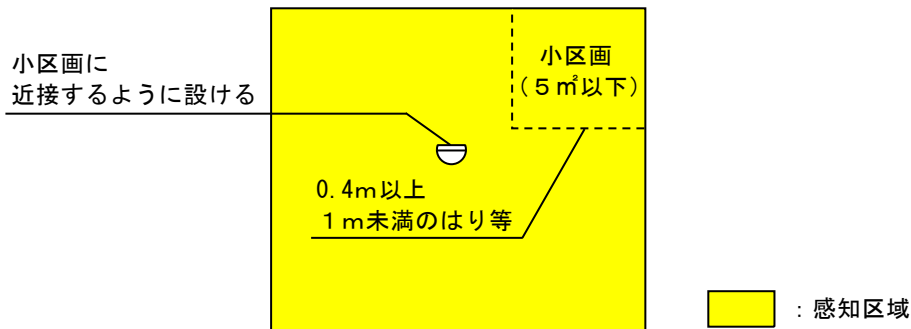 小区画に
近接するように設ける
小区画
(５㎡以下)
0.4ｍ以上
１ｍ未満のはり等
：感知区域